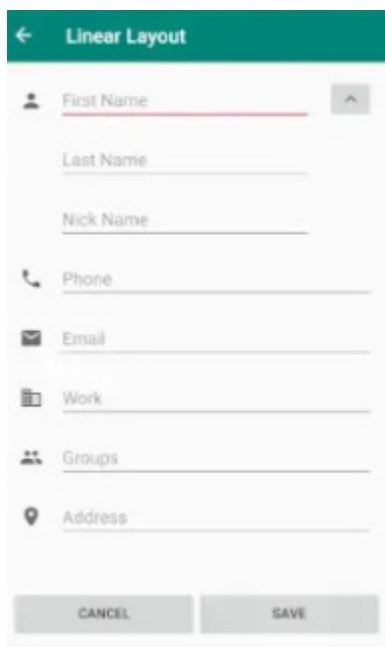 Linear Layout
First Name
Last Name
Nick Name
Phone
Email
Work
Groups
Address
CANCEL SAVE